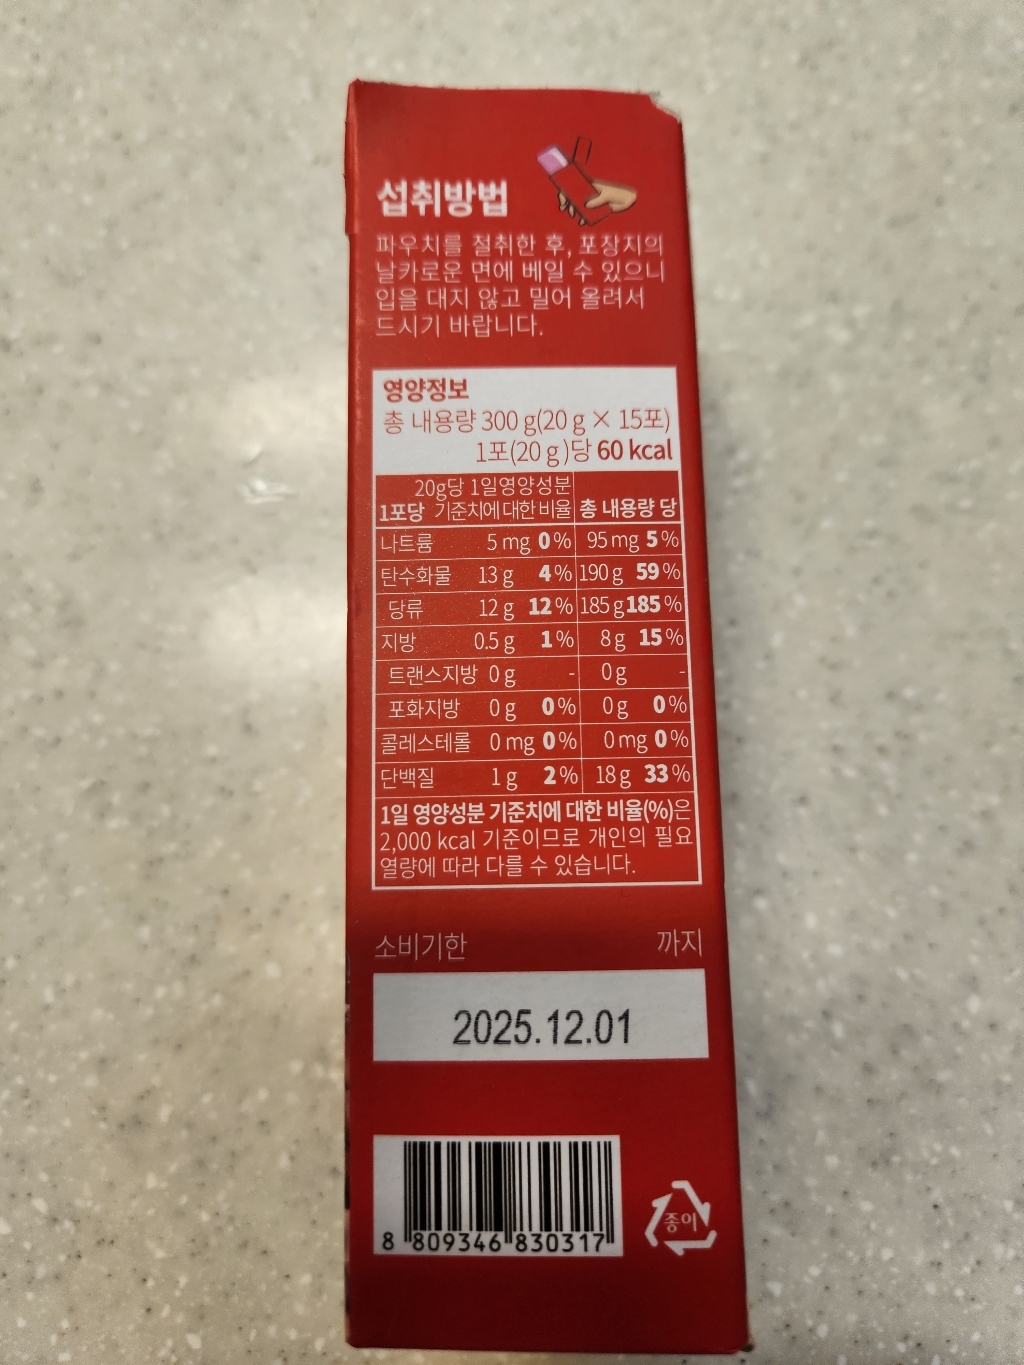 섭취방법
파우치를 절취한 후, 포장지의
날카로운 면에 베일 수 있으니
입을 대지 않고 밀어 올려서
드시기 바랍니다.
영양정보
총 내용량 300 g(20 g × 15포)
1포(20 g)당 60 kcal
20g당 1일영양성분
1포당 기준치에 대한 비율 총 내용량 당
나트륨 5 mg 0% 95 mg 5%
탄수화물 13 g 4% 190 g 59%
당류 12 g 12% 185 g 185%
지방 0.5 g 1% 8 g 15%
트랜스지방 0 g - 0 g -
포화지방 0 g 0% 0 g 0%
콜레스테롤 0 mg 0% 0 mg 0%
단백질 1 g 2% 18 g 33%
1일 영양성분 기준치에 대한 비율(%)은
2,000 kcal 기준이므로 개인의 필요
열량에 따라 다를 수 있습니다.
소비기한 까지
2025.12.01
8 809346 830317
종이